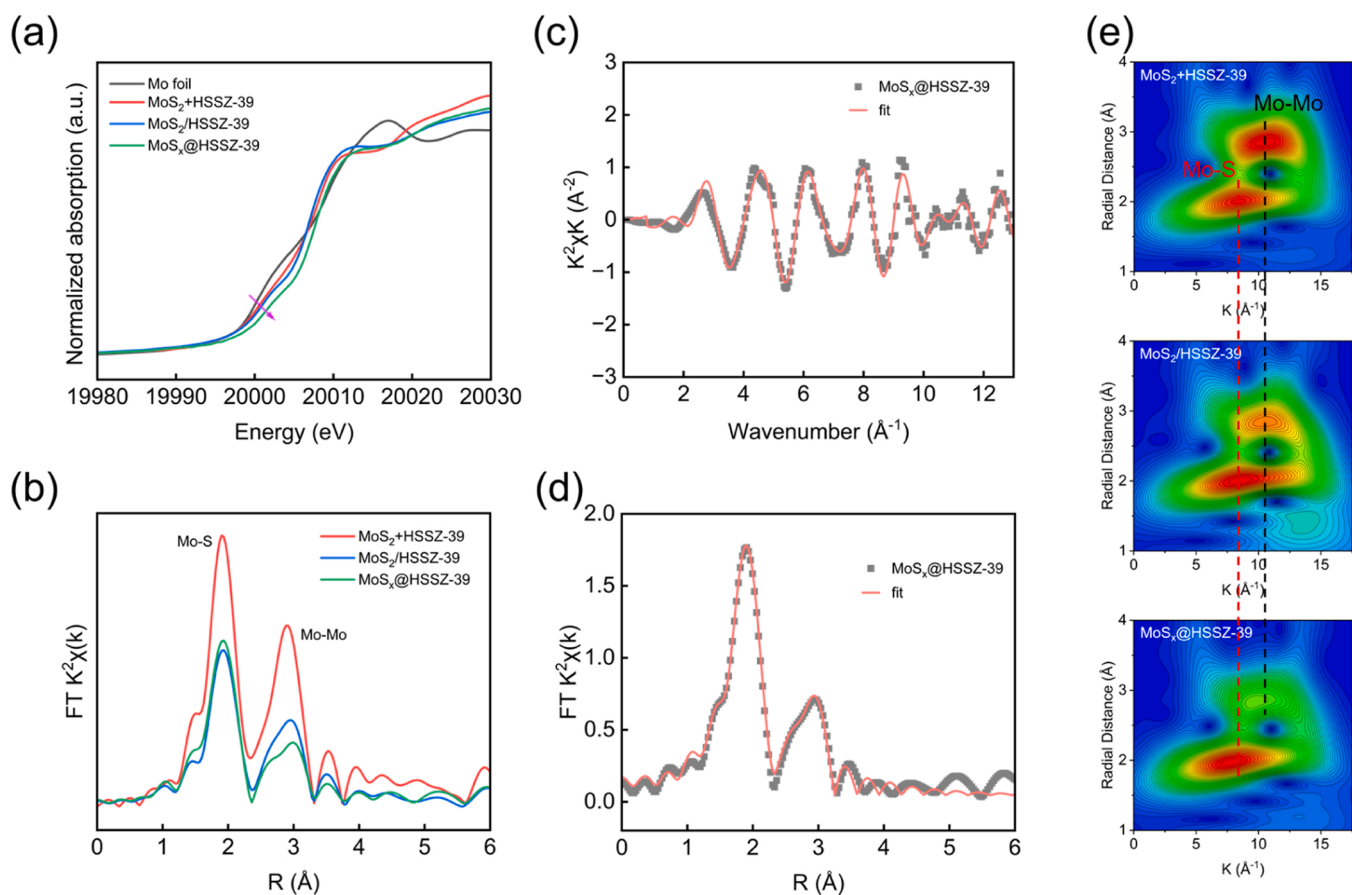 (a)
Normalized absorption (a.u.)
Mo foil
MoS₂+HSSZ-39
MoS₂/HSSZ-39
MoSₓ@HSSZ-39
19980 19990 20000 20010 20020 20030
Energy (eV)
(b)
FT K²χ(k)
Mo-S
Mo-Mo
MoS₂+HSSZ-39
MoS₂/HSSZ-39
MoSₓ@HSSZ-39
0 1 2 3 4 5 6
R (Å)
(c)
K²χK (A⁻²)
3
2
1
0
−1
−2
−3
MoSₓ@HSSZ-39
fit
0 2 4 6 8 10 12
Wavenumber (Å⁻¹)
(d)
FT K²χ(k)
2.0
1.5
1.0
0.5
0.0
MoSₓ@HSSZ-39
fit
0 1 2 3 4 5 6
R (Å)
(e)
Radial Distance (Å)
4
3
2
1
MoS₂+HSSZ-39
Mo-Mo
Mo-S
0 5 10 15
K (Å⁻¹)
Radial Distance (Å)
4
3
2
1
MoS₂/HSSZ-39
0 5 10 15
K (Å⁻¹)
Radial Distance (Å)
4
3
2
1
MoSₓ@HSSZ-39
0 5 10 15
K (Å⁻¹)